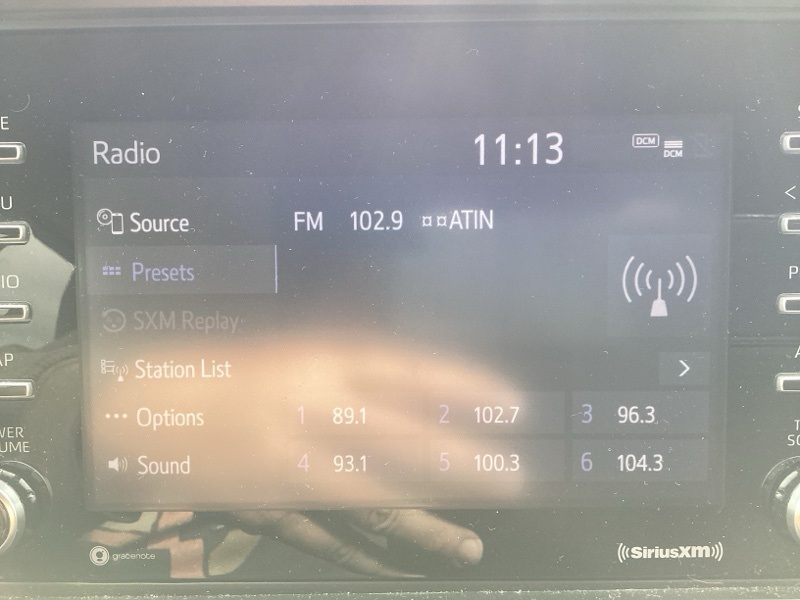 Radio 11:13 DCM DCM
Source FM 102.9 ¤¤ATIN
Presets
SXM Replay
Station List
Options 1 89.1 2 102.7 3 96.3
Sound 4 93.1 5 100.3 6 104.3
gracenote ((SiriusXM))